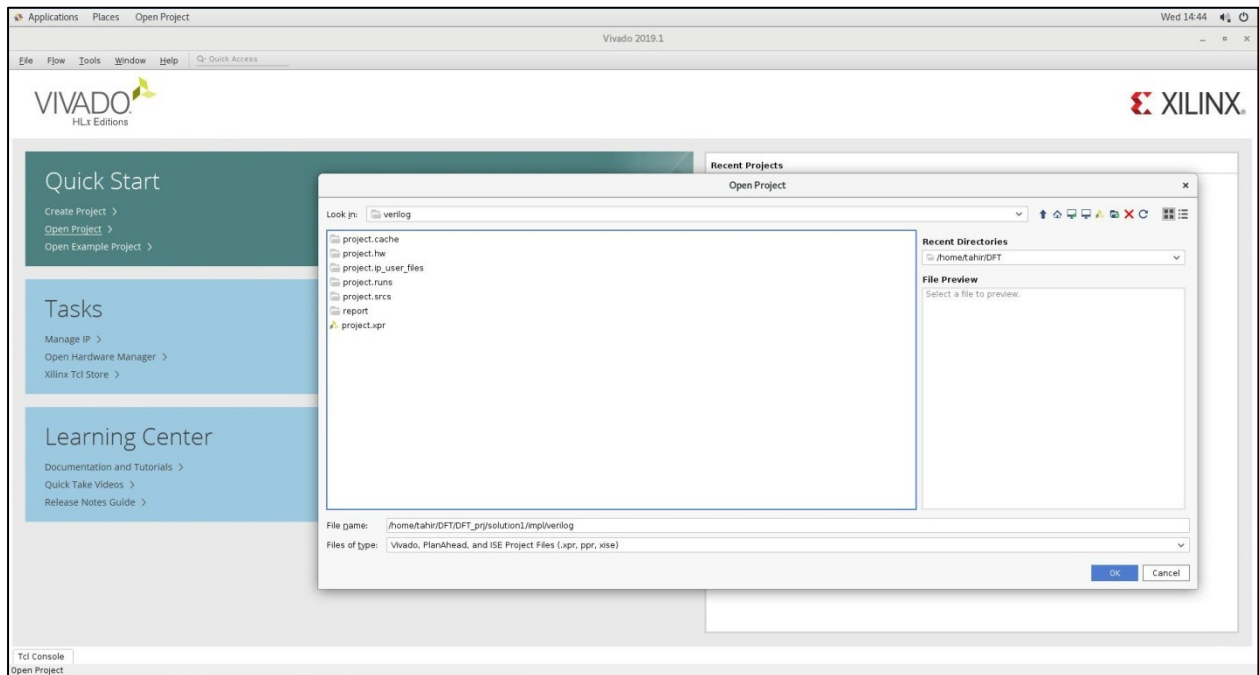 Applications Places Open Project Wed 14:44
Vivado 2019.1
File Flow Tools Window Help Q- Quick Access
VIVADO.
HLx Editions
XILINX.
Quick Start
Create Project >
Open Project >
Open Example Project >
Tasks
Manage IP >
Open Hardware Manager >
Xilinx Tcl Store >
Learning Center
Documentation and Tutorials >
Quick Take Videos >
Release Notes Guide >
Recent Projects
Open Project
Look in: verilog
project.cache
project.hw
project.ip_user_files
project.runs
project.srcs
report
project.xpr
Recent Directories
/home/tahir/DFT
File Preview
Select a file to preview.
File name: /home/tahir/DFT/DFT_prj/solution1/impl/verilog
Files of type: Vivado, PlanAhead, and ISE Project Files (.xpr, ppr, xise)
OK Cancel
Tcl Console
Open Project